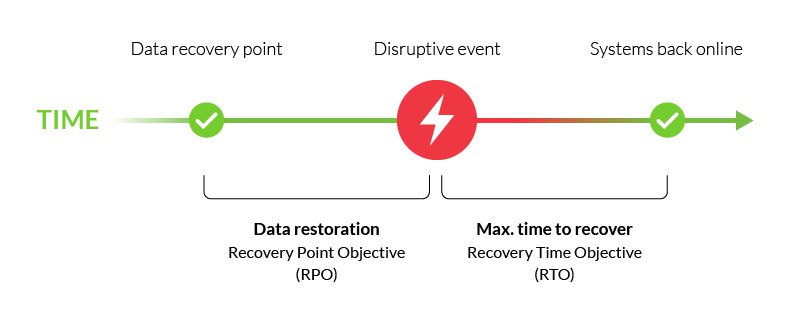 Data recovery point
Disruptive event
Systems back online
TIME
Data restoration
Recovery Point Objective
(RPO)
Max. time to recover
Recovery Time Objective
(RTO)